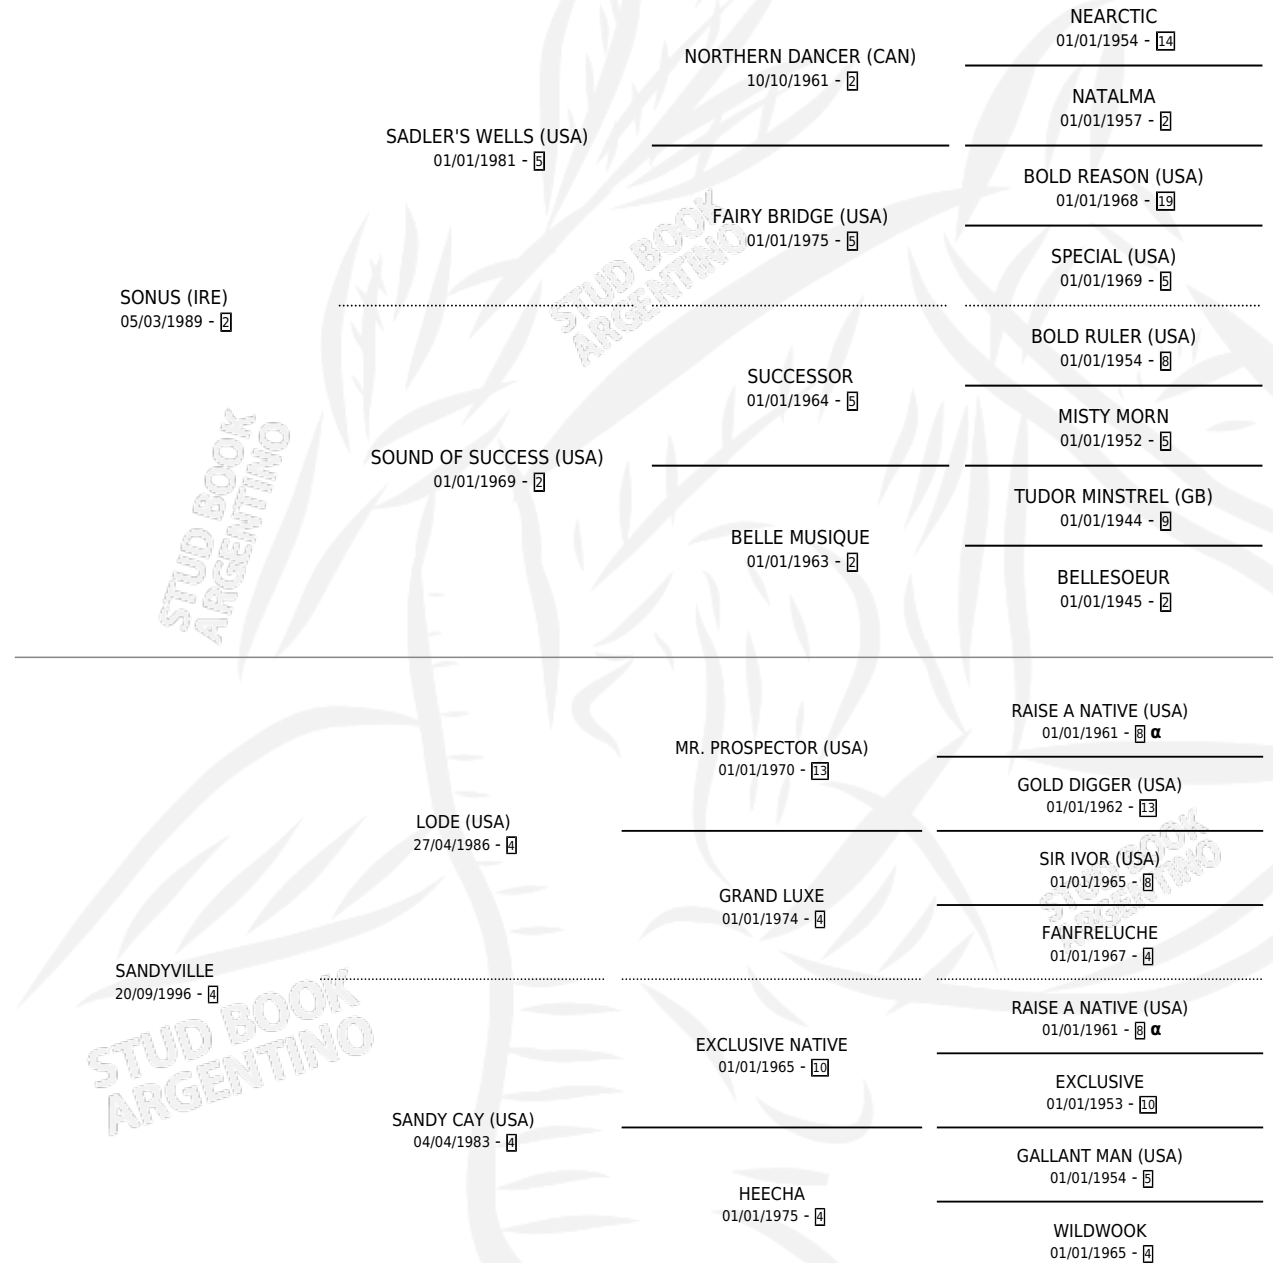 NEARCTIC
01/01/1954 - 14
NORTHERN DANCER (CAN)
10/10/1961 - 2
NATALMA
01/01/1957 - 2
SADLER'S WELLS (USA)
01/01/1981 - 5
BOLD REASON (USA)
01/01/1968 - 19
FAIRY BRIDGE (USA)
01/01/1975 - 5
SPECIAL (USA)
01/01/1969 - 5
STUD BOOK
ARGENTINO
SONUS (IRE)
05/03/1989 - 2
BOLD RULER (USA)
01/01/1954 - 8
SUCCESSOR
01/01/1964 - 5
MISTY MORN
01/01/1952 - 5
SOUND OF SUCCESS (USA)
01/01/1969 - 2
TUDOR MINSTREL (GB)
01/01/1944 - 9
BELLE MUSIQUE
01/01/1963 - 2
BELLESOEUR
01/01/1945 - 2
STUD BOOK
ARGENTINO
RAISE A NATIVE (USA)
01/01/1961 - 8 α
MR. PROSPECTOR (USA)
01/01/1970 - 13
GOLD DIGGER (USA)
01/01/1962 - 13
LODE (USA)
27/04/1986 - 4
SIR IVOR (USA)
01/01/1965 - 8
GRAND LUXE
01/01/1974 - 4
FANFRELUCHE
01/01/1967 - 4
STUD BOOK
ARGENTINO
SANDYVILLE
20/09/1996 - 4
RAISE A NATIVE (USA)
01/01/1961 - 8 α
EXCLUSIVE NATIVE
01/01/1965 - 10
EXCLUSIVE
01/01/1953 - 10
SANDY CAY (USA)
04/04/1983 - 4
GALLANT MAN (USA)
01/01/1954 - 5
HEECHA
01/01/1975 - 4
WILDWOOK
01/01/1965 - 4
STUD BOOK
ARGENTINO